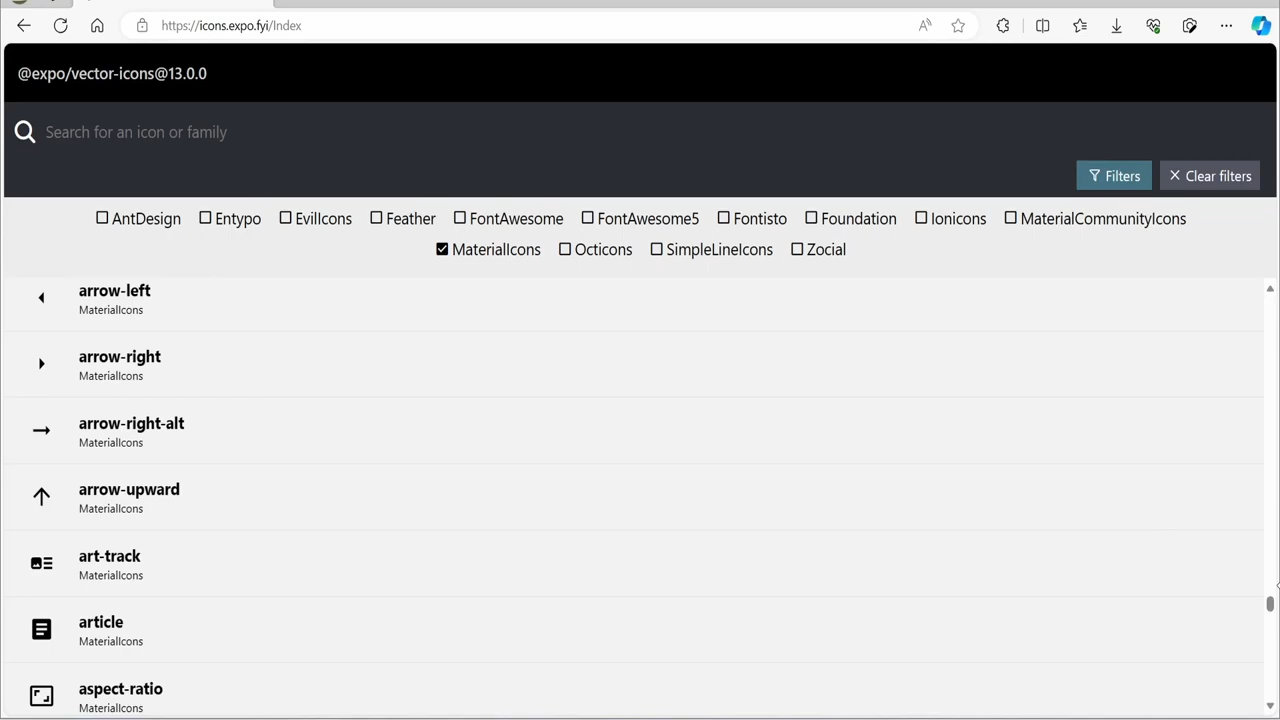 https://icons.expo.fyi/Index
@expo/vector-icons@13.0.0
Search for an icon or family
Filters
Clear filters
AntDesign Entypo EvilIcons Feather FontAwesome FontAwesome5 Fontisto Foundation Ionicons MaterialCommunityIcons
MaterialIcons Octicons SimpleLineIcons Zocial
arrow-left
MaterialIcons
arrow-right
MaterialIcons
arrow-right-alt
MaterialIcons
arrow-upward
MaterialIcons
art-track
MaterialIcons
article
MaterialIcons
aspect-ratio
MaterialIcons